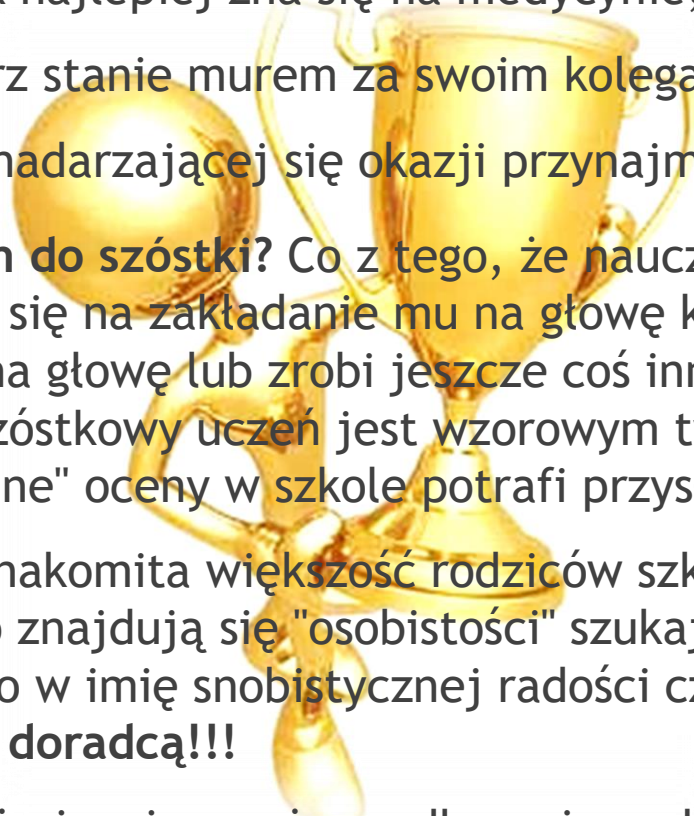 najlepiej zna się na medycynie,
rz stanie murem za swoim kolegą
nadarzającej się okazji przynajm
do szóstki? Co z tego, że naucz
się na zakładanie mu na głowę k
na głowę lub zrobi jeszcze coś inn
zóstkowy uczeń jest wzorowym t
ne" oceny w szkole potrafi przys
nakomita większość rodziców szk
znajdują się "osobistości" szukaj
o w imię snobistycznej radości cz
doradcą!!!